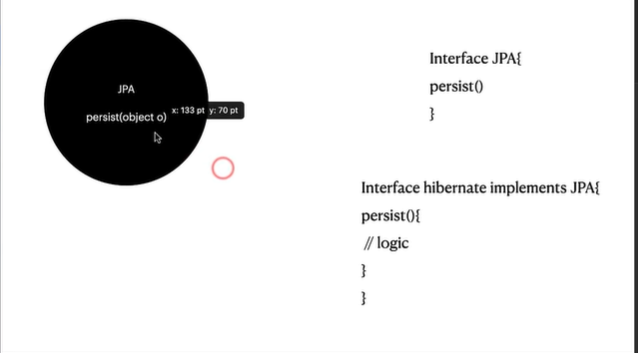 JPA
persist(object o)
x: 133 pt y: 70 pt
Interface JPA{
persist()
}
Interface hibernate implements JPA{
persist(){
// logic
}
}